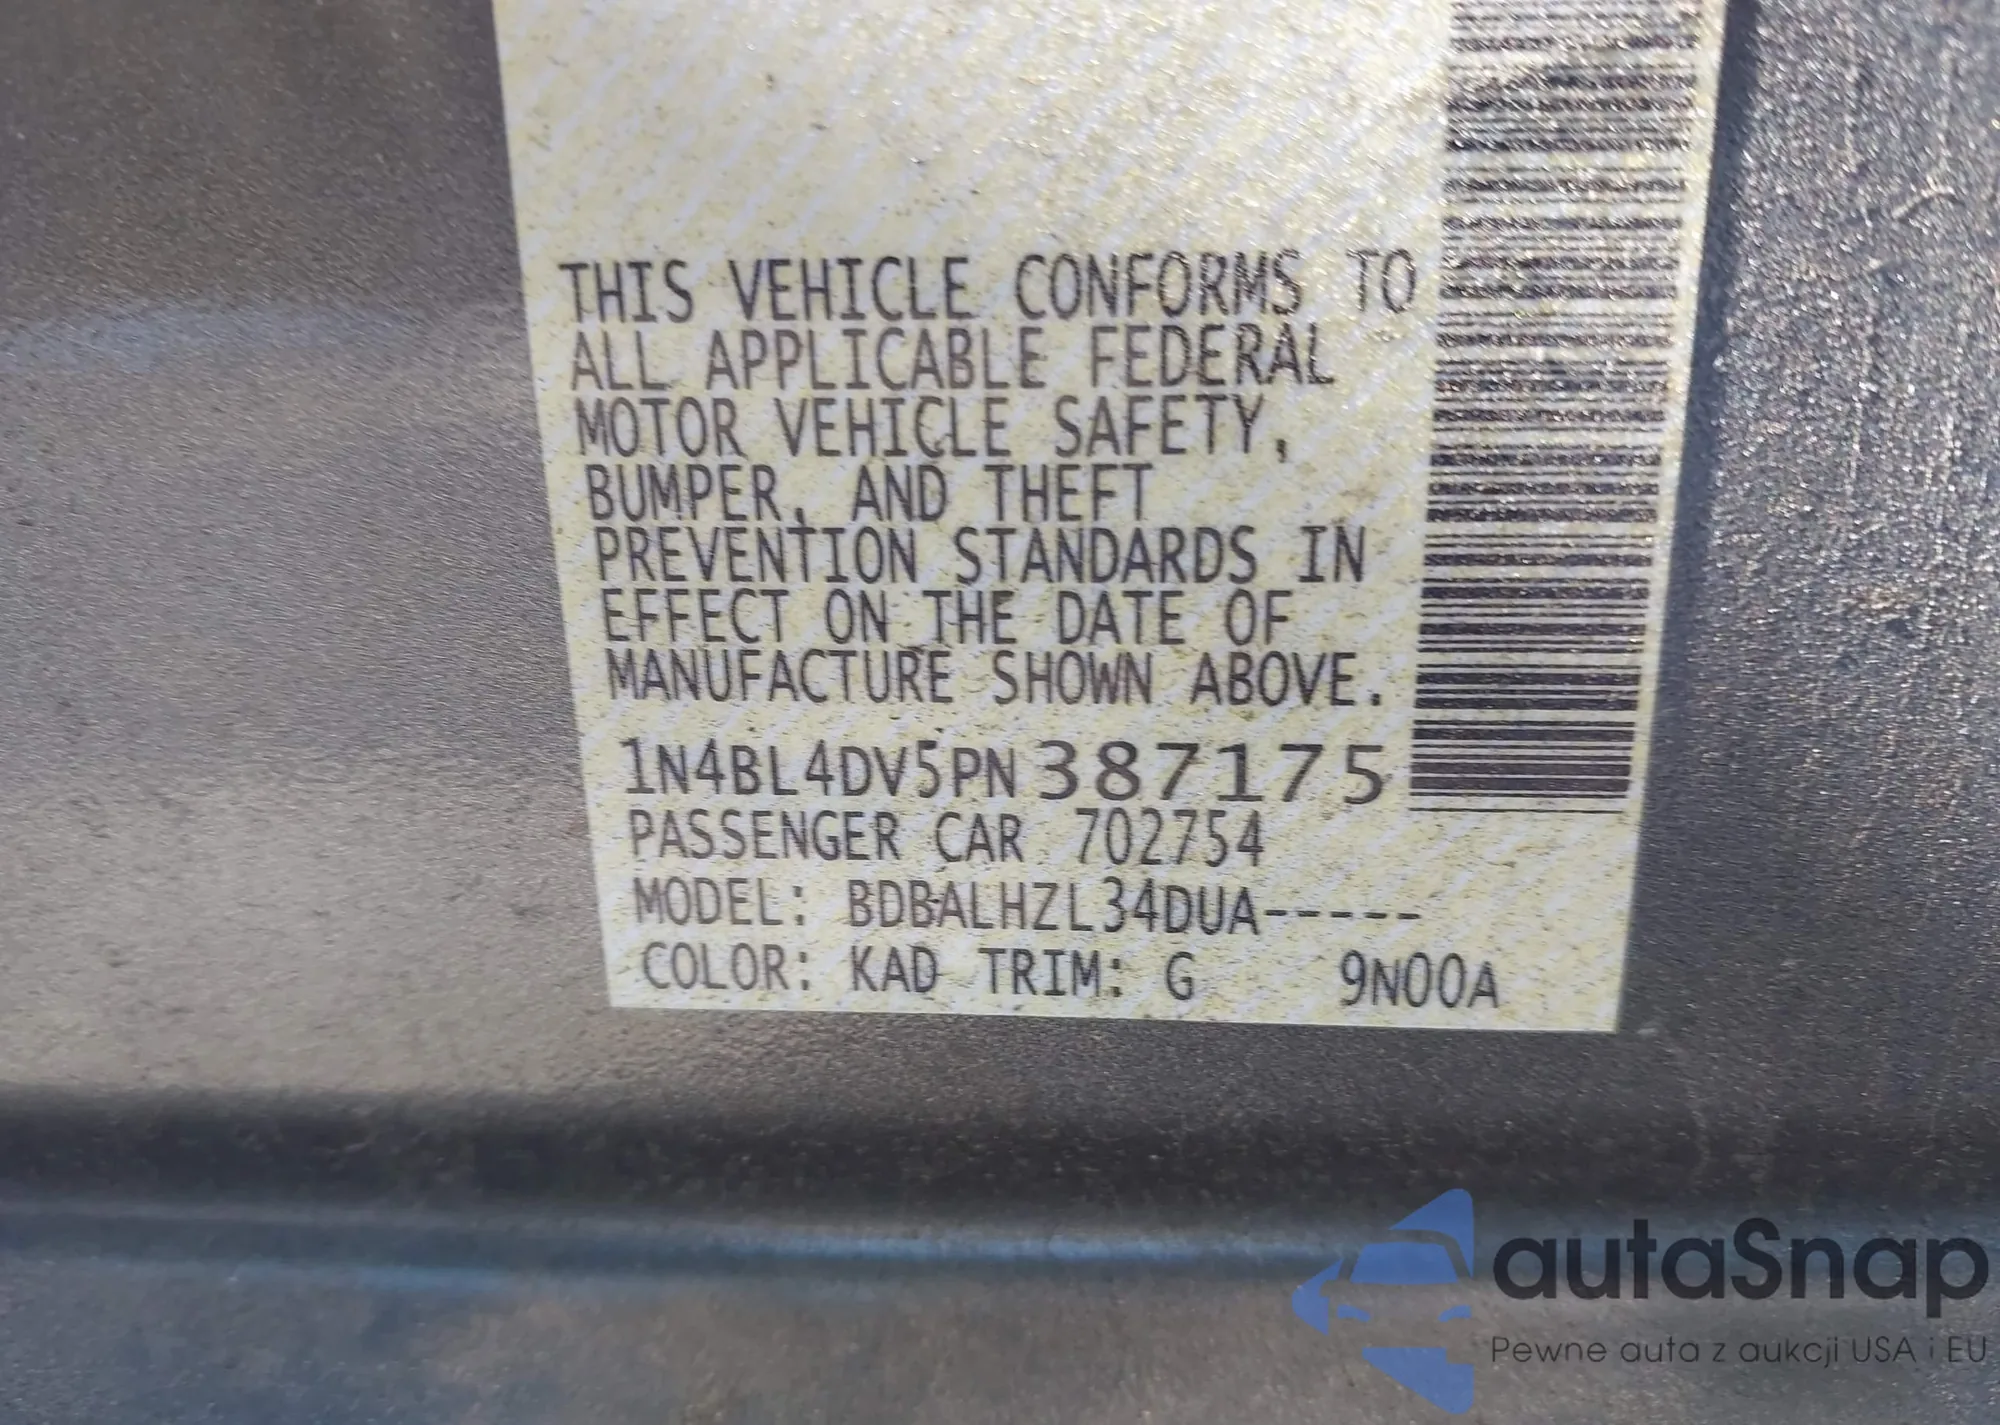 THIS VEHICLE CONFORMS TO
ALL APPLICABLE FEDERAL
MOTOR VEHICLE SAFETY,
BUMPER, AND THEFT
PREVENTION STANDARDS IN
EFFECT ON THE DATE OF
MANUFACTURE SHOWN ABOVE.
1N4BL4DV5PN387175
PASSENGER CAR 702754
MODEL: BDBALHZL34DUA-----
COLOR: KAD TRIM: G 9N00A
autaSnap
Pewne auta z aukcji USA i EU